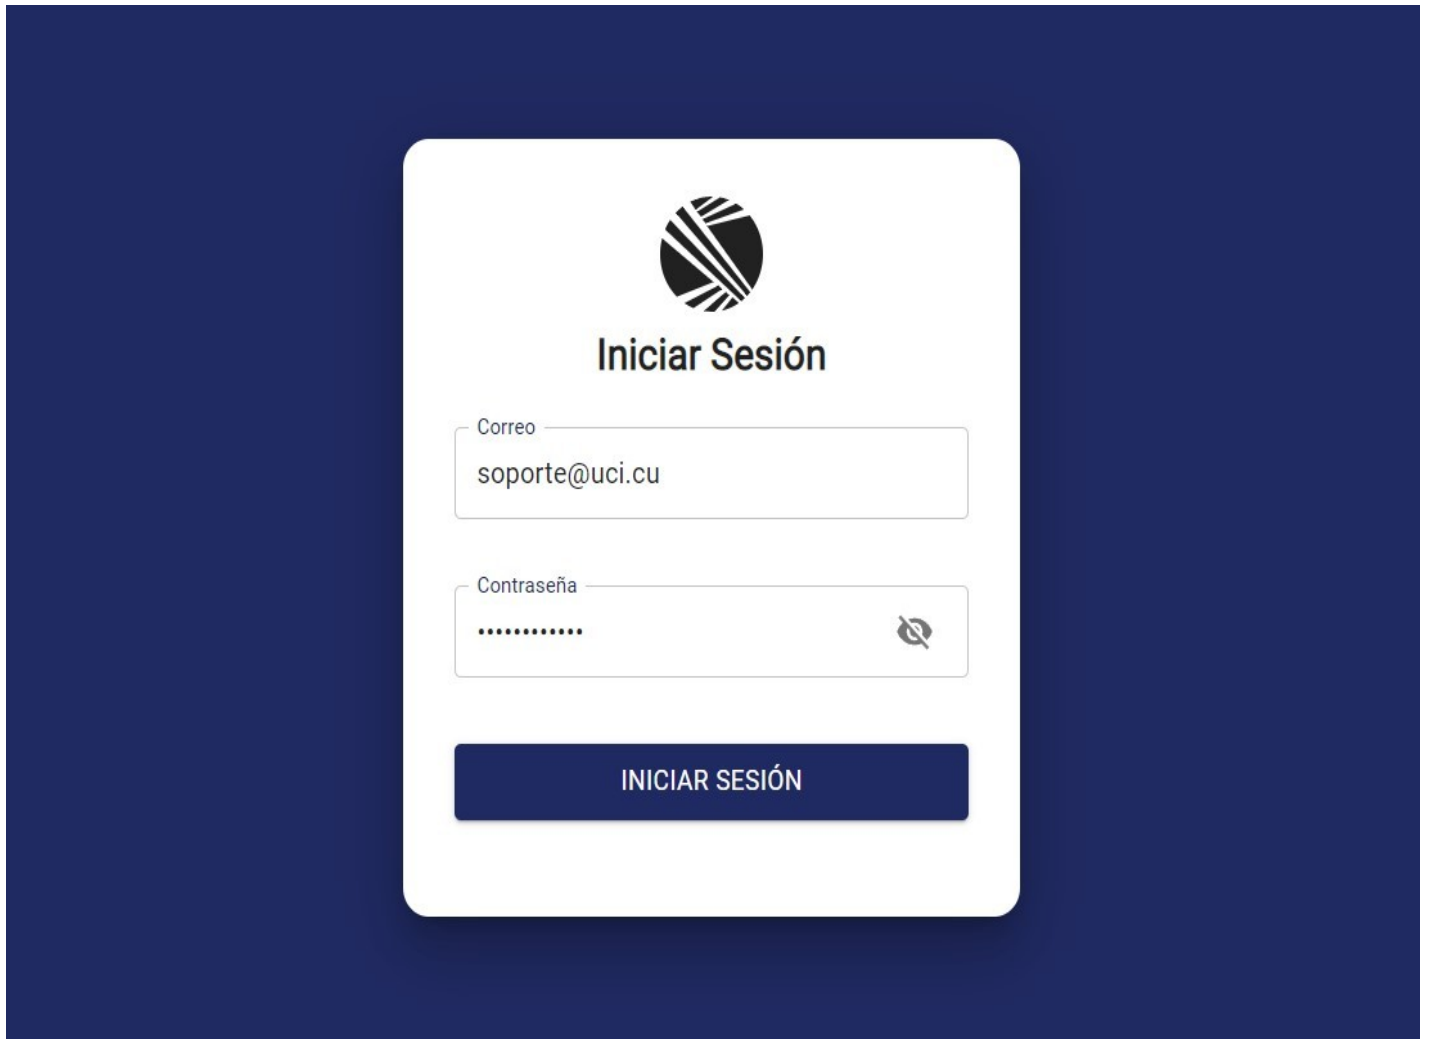 Iniciar Sesión
Correo
soporte@uci.cu
Contraseña
••••••••••••
INICIAR SESIÓN